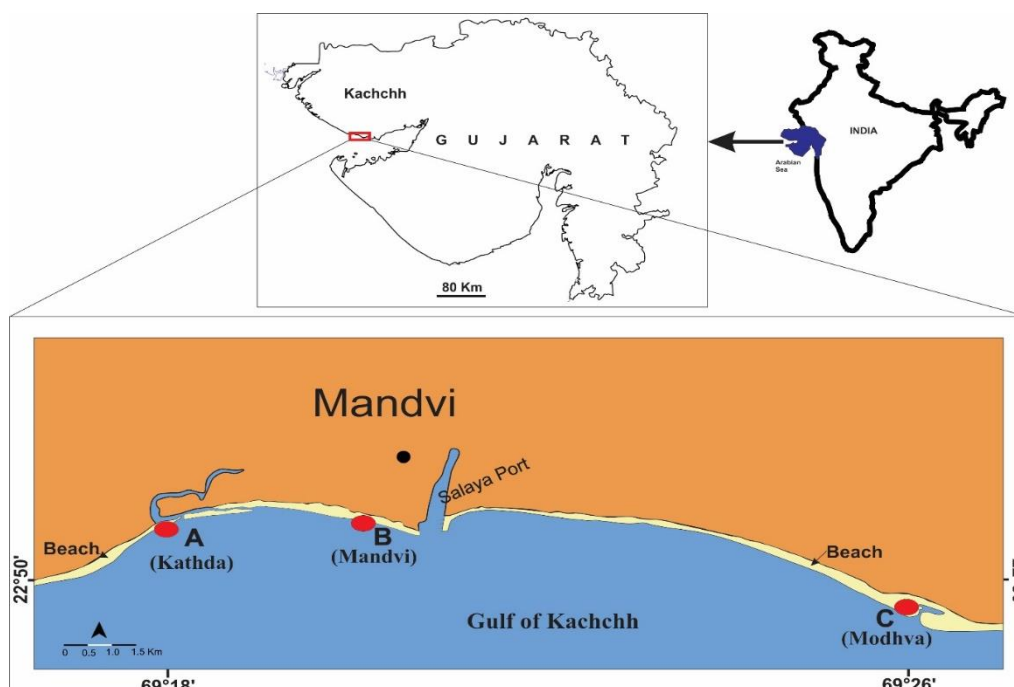 Kachchh
G U J A R A T
80 Km
INDIA
Arabian
Sea
Mandvi
Salaya Port
Beach
A
(Kathda)
B
(Mandvi)
Beach
C
(Modhva)
Gulf of Kachchh
22°50'
0 0.5 1.0 1.5 Km
69°18'
69°26'